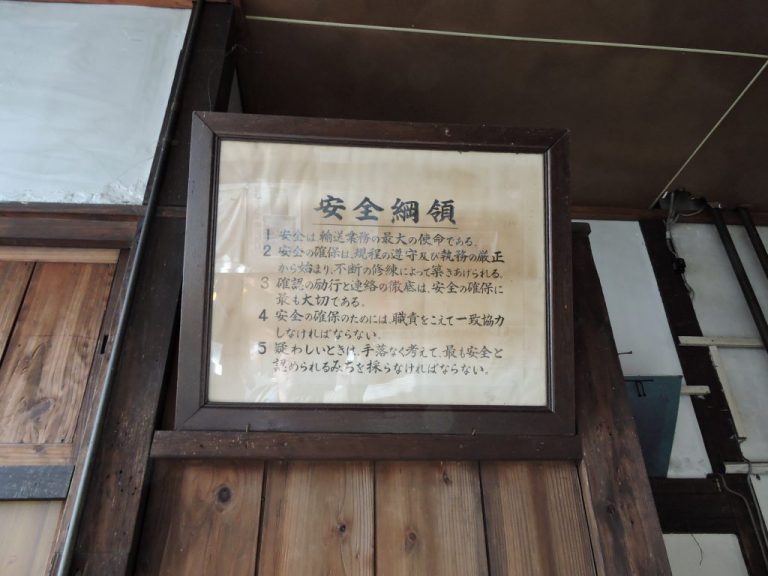 安全綱領
1 安全は、輸送業務の最大の使命である。
2 安全の確保は、規程の遵守及び執務の厳正
から始まり、不断の修練によって築きあげられる。
3 確認の励行と連絡の徹底は、安全の確保に
最も大切である。
4 安全の確保のためには、職責をこえて一致協力
しなければならない。
5 疑わしいときは、手落なく考えて、最も安全と
認められるみちを採らなければならない。